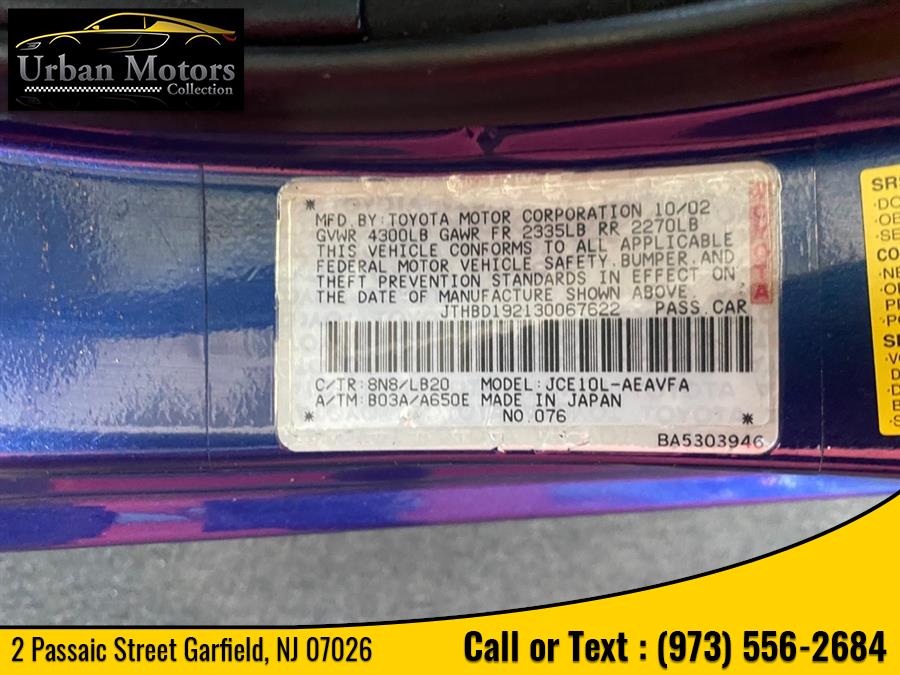 Urban Motors
Collection
*
MFD. BY: TOYOTA MOTOR CORPORATION 10/02
GVWR 4300LB GAWR FR 2335LB RR 2270LB
THIS VEHICLE CONFORMS TO ALL APPLICABLE
FEDERAL MOTOR VEHICLE SAFETY, BUMPER, AND
THEFT PREVENTION STANDARDS IN EFFECT ON
THE DATE OF MANUFACTURE SHOWN ABOVE.
JTHBD192130067622 PASS. CAR
TOYOTA
C/TR: 8N8/LB20 MODEL: JCE10L-AEAVFA
A/TM: B03A/A650E MADE IN JAPAN
* NO. 076 *
BA5303946
2 Passaic Street Garfield, NJ 07026
Call or Text : (973) 556-2684